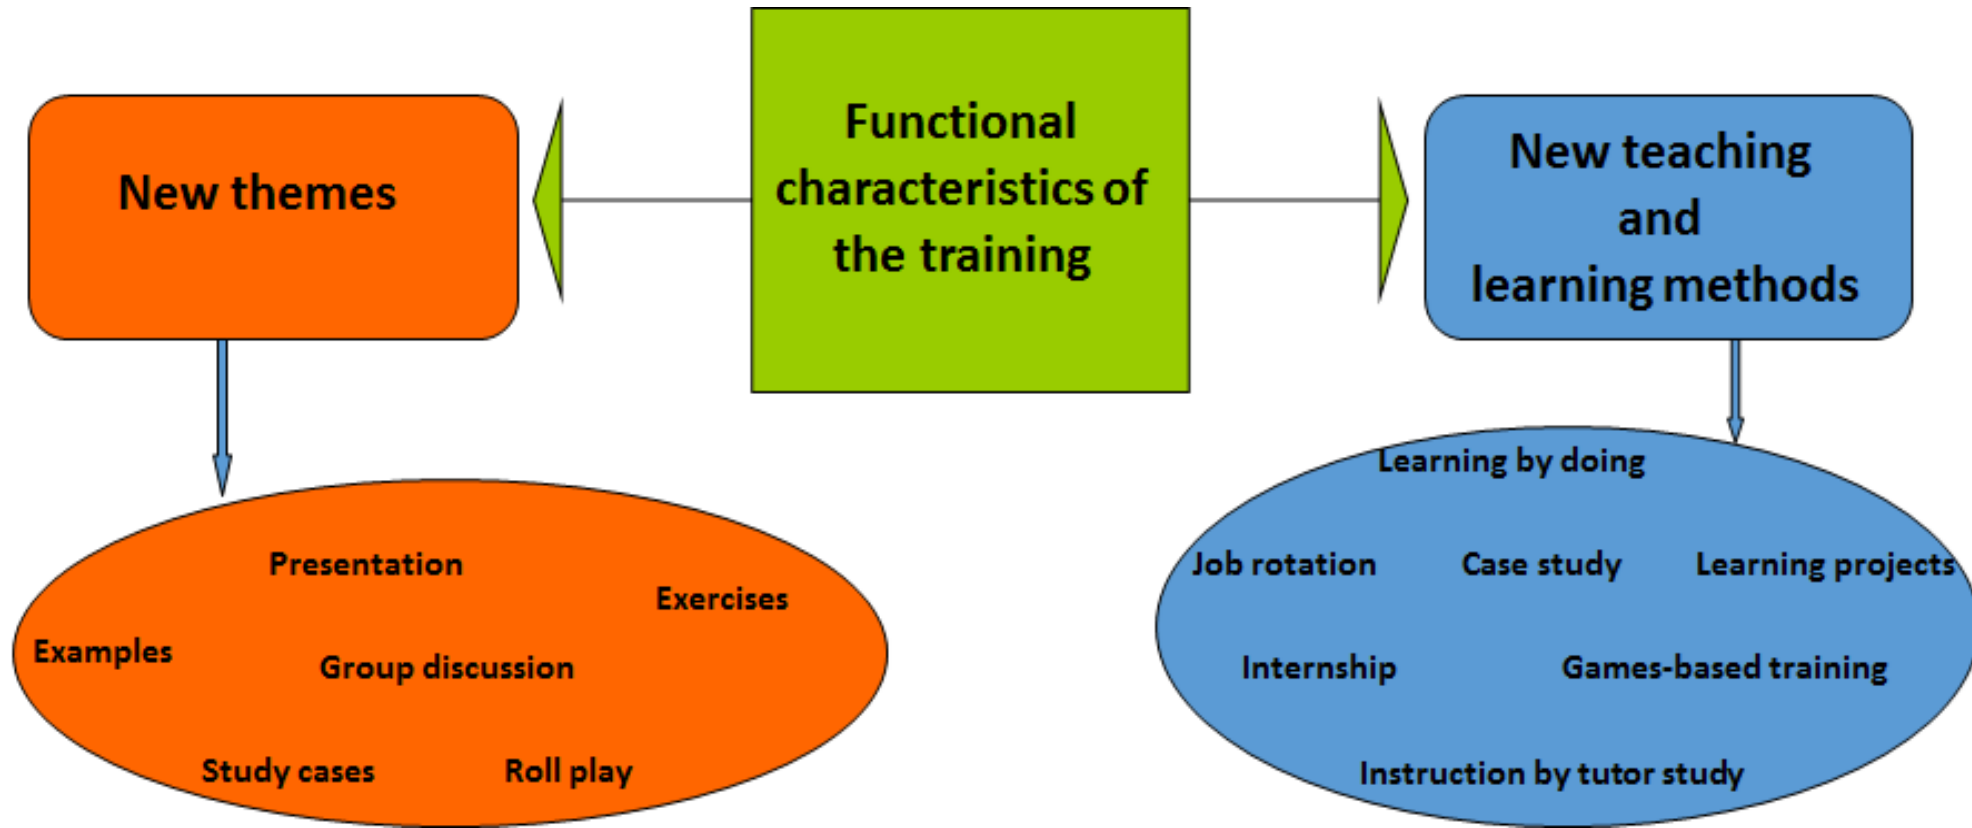 New themes
Functional
characteristics of
the training
New teaching
and
learning methods
Presentation
Exercises
Examples
Group discussion
Study cases
Roll play
Learning by doing
Job rotation
Case study
Learning projects
Internship
Games-based training
Instruction by tutor study